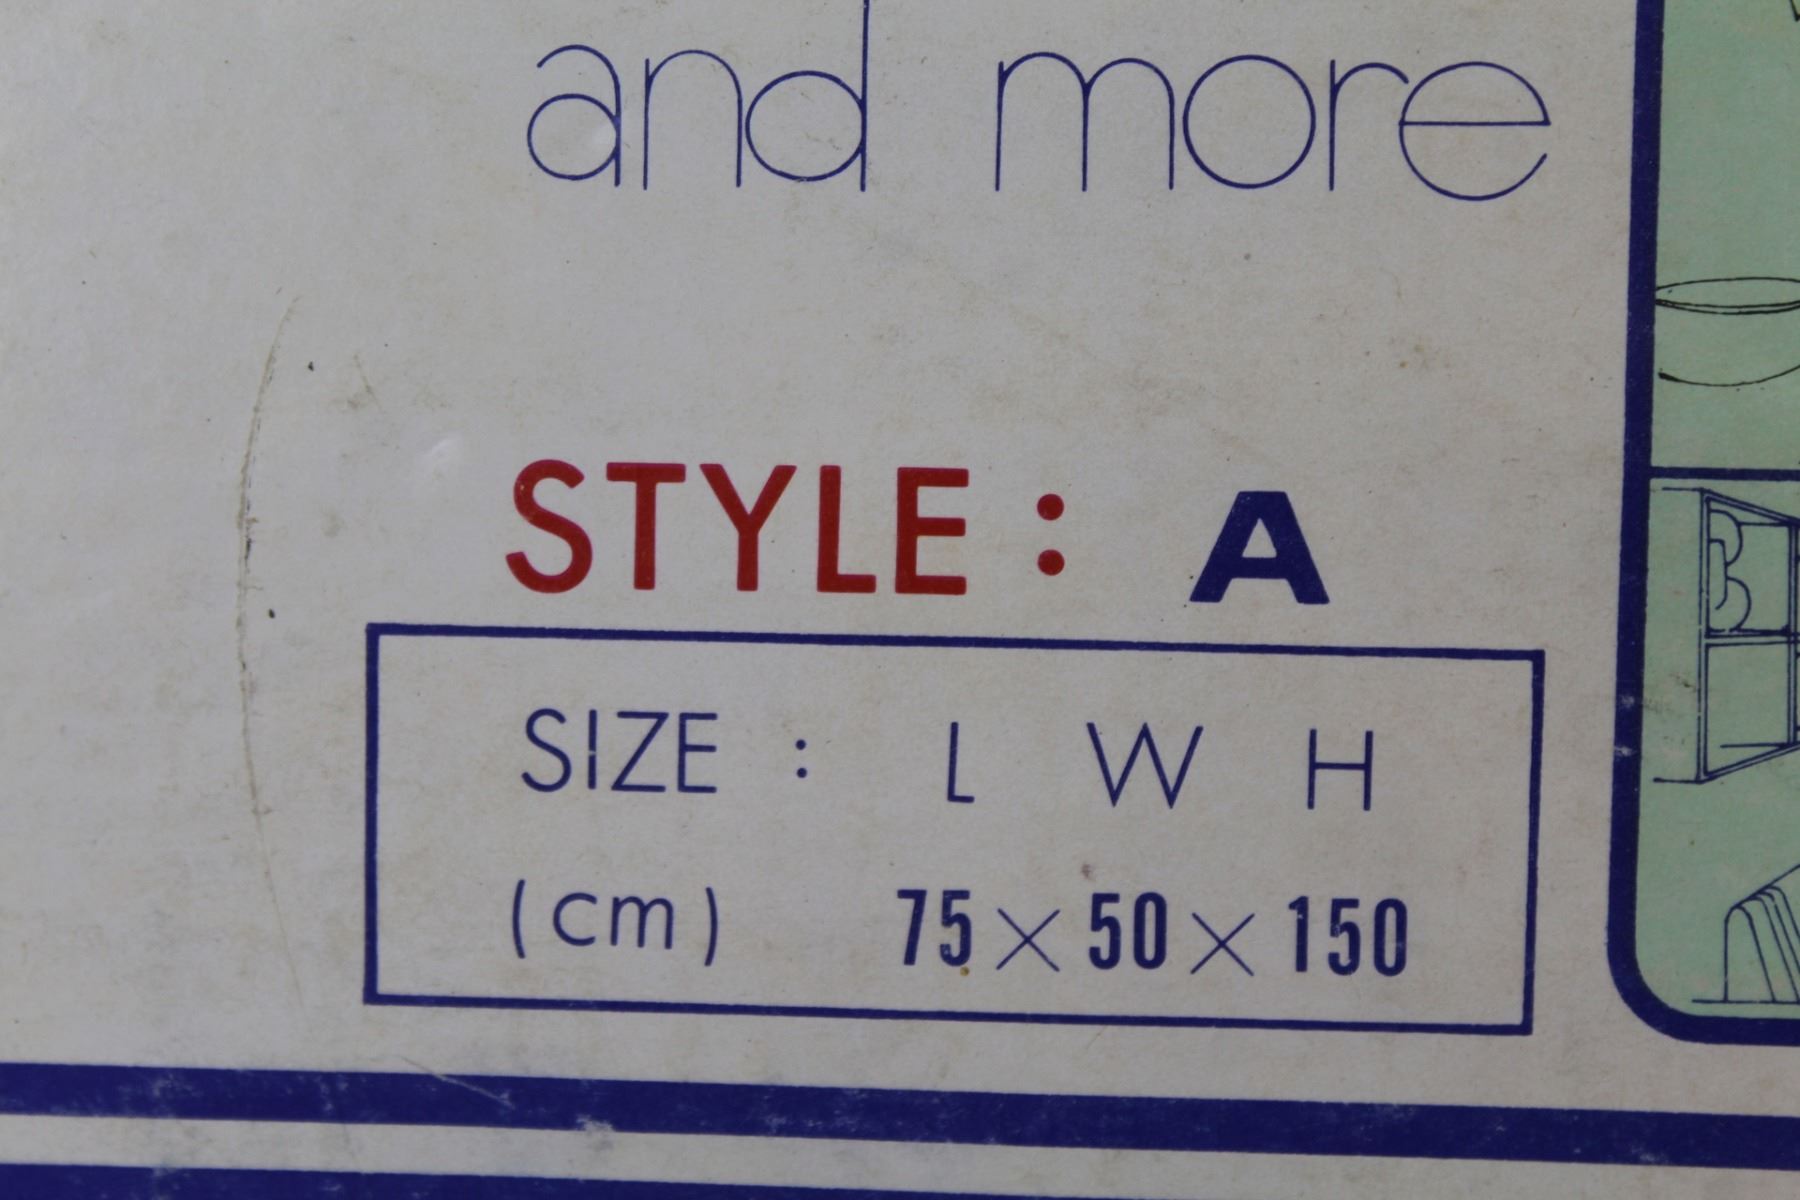 and more
STYLE : A
SIZE : L W H
(cm) 75×50×150